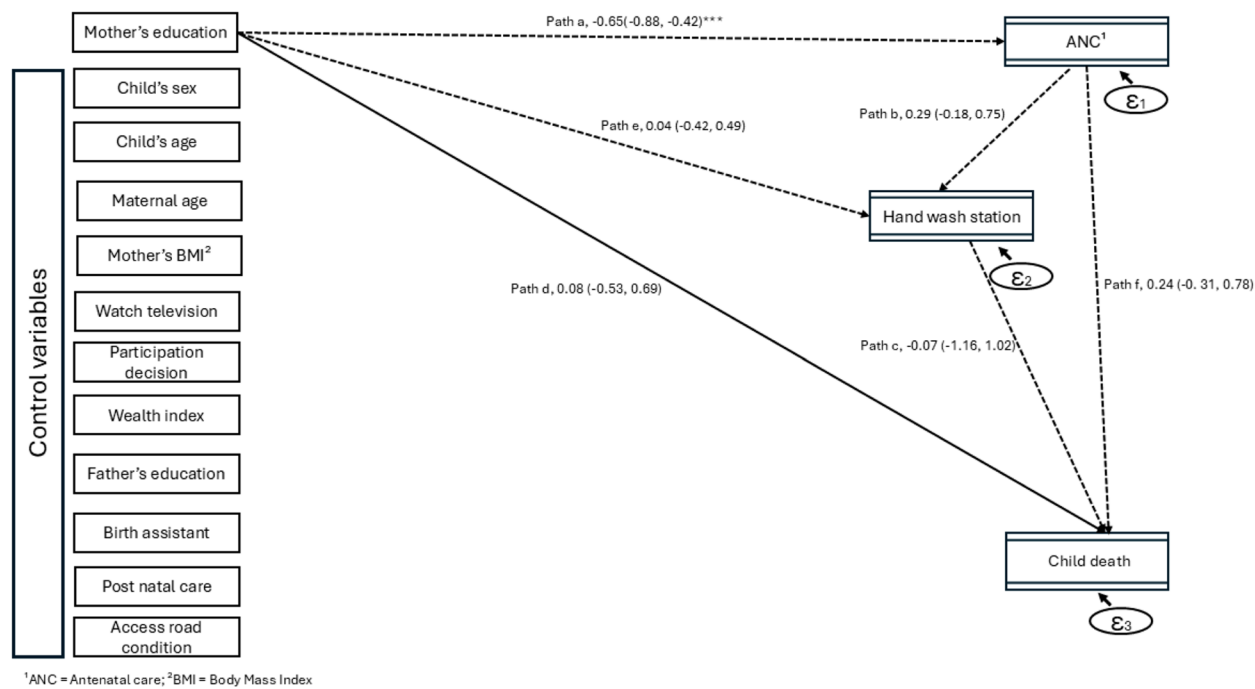 Path a, -0.65(-0.88, -0.42)***
Mother's education
ANC¹
ε1
Child's sex
Path b, 0.29 (-0.18, 0.75)
Path e, 0.04 (-0.42, 0.49)
Child's age
Maternal age
Hand wash station
Mother's BMI²
ε2
Path d, 0.08 (-0.53, 0.69)
Path f, 0.24 (-0. 31, 0.78)
Watch television
Path c, -0.07 (-1.16, 1.02)
Participation
decision
Control variables
Wealth index
Father's education
Birth assistant
Child death
Post natal care
ε3
Access road
condition
¹ANC = Antenatal care; ²BMI = Body Mass Index